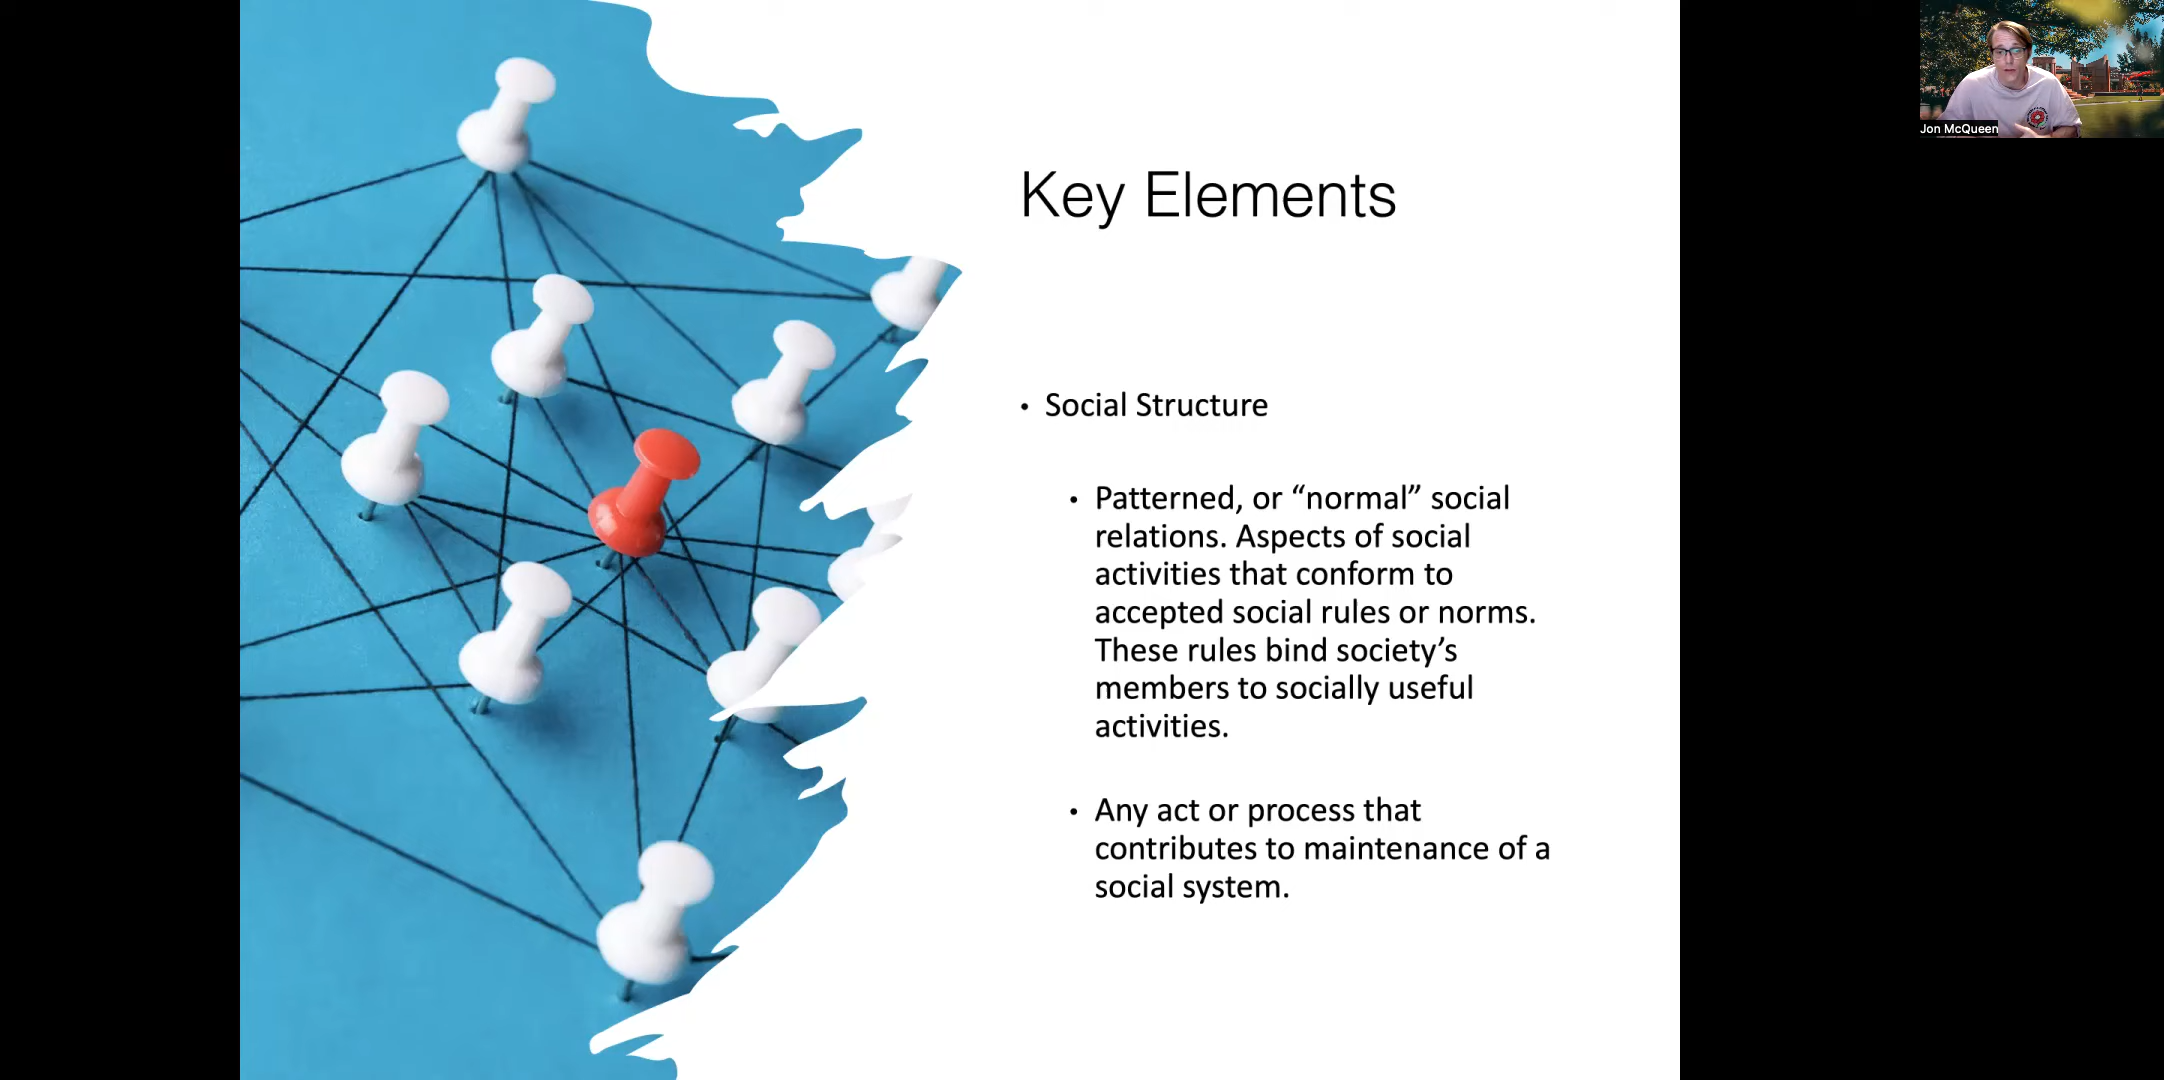 Key Elements
• Social Structure
• Patterned, or “normal” social
relations. Aspects of social
activities that conform to
accepted social rules or norms.
These rules bind society’s
members to socially useful
activities.
• Any act or process that
contributes to maintenance of a
social system.
Jon McQueen